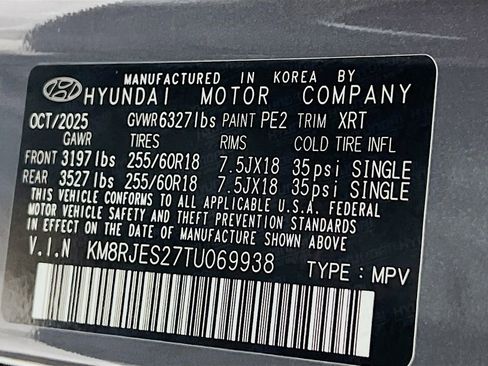 MANUFACTURED IN KOREA BY
HYUNDAI MOTOR COMPANY
OCT/2025 GVWR 6327lbs PAINT PE2 TRIM XRT
GAWR TIRES RIMS COLD TIRE INFL
FRONT 3197lbs 255/60R18 7.5JX18 35psi SINGLE
REAR 3527lbs 255/60R18 7.5JX18 35psi SINGLE
THIS VEHICLE CONFORMS TO ALL APPLICABLE U.S.A. FEDERAL
MOTOR VEHICLE SAFETY AND THEFT PREVENTION STANDARDS
IN EFFECT ON THE DATE OF MANUFACTURE SHOWN ABOVE.
V.I.N KM8RJES27TU069938 TYPE : MPV